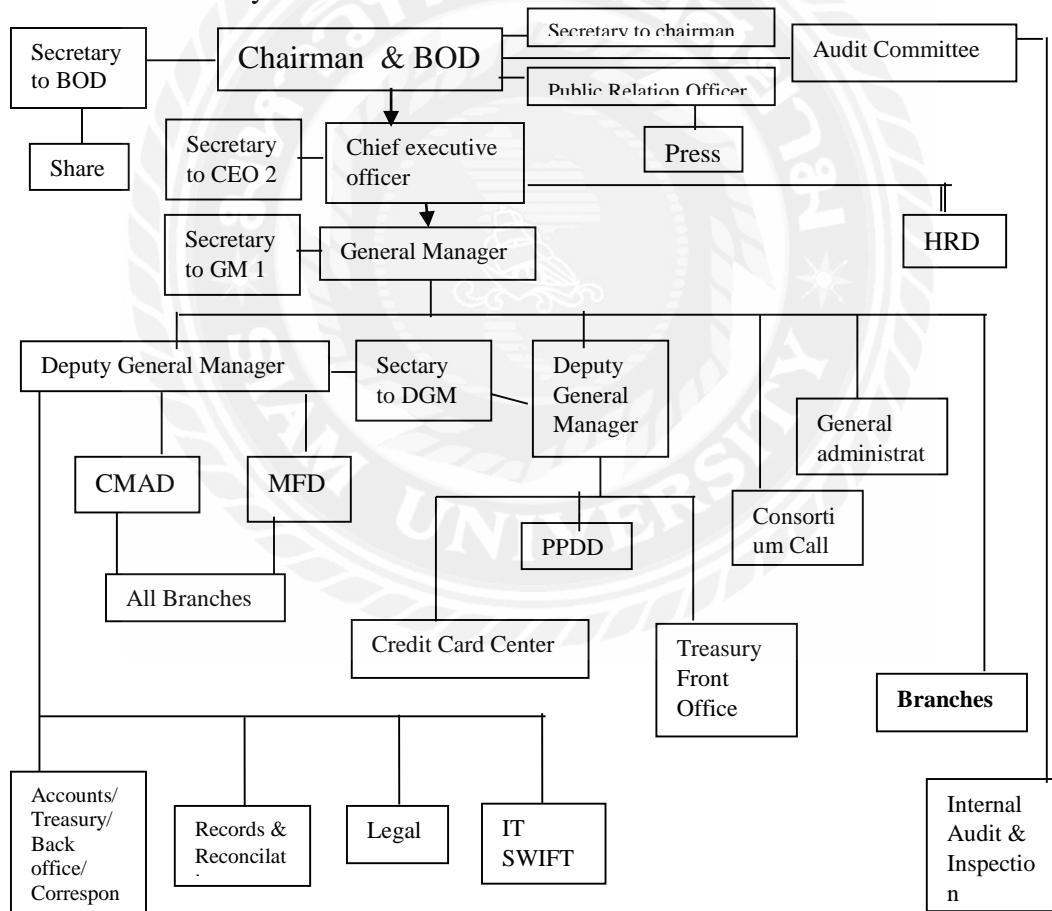 Secretary to chairman
Secretary
to BOD
Chairman & BOD
Audit Committee
Public Relation Officer
Share
Secretary
to CEO 2
Chief executive
officer
Press
Secretary
to GM 1
General Manager
HRD
Deputy General Manager
Sectary
to DGM
Deputy
General
Manager
General
administrat
CMAD
MFD
PPDD
Consorti
um Call
All Branches
Credit Card Center
Treasury
Front
Office
Branches
Accounts/
Treasury/
Back
office/
Correspon
Records &
Reconcilat
Legal
IT
SWIFT
Internal
Audit &
Inspectio
n
SIAM UNIVERSITY